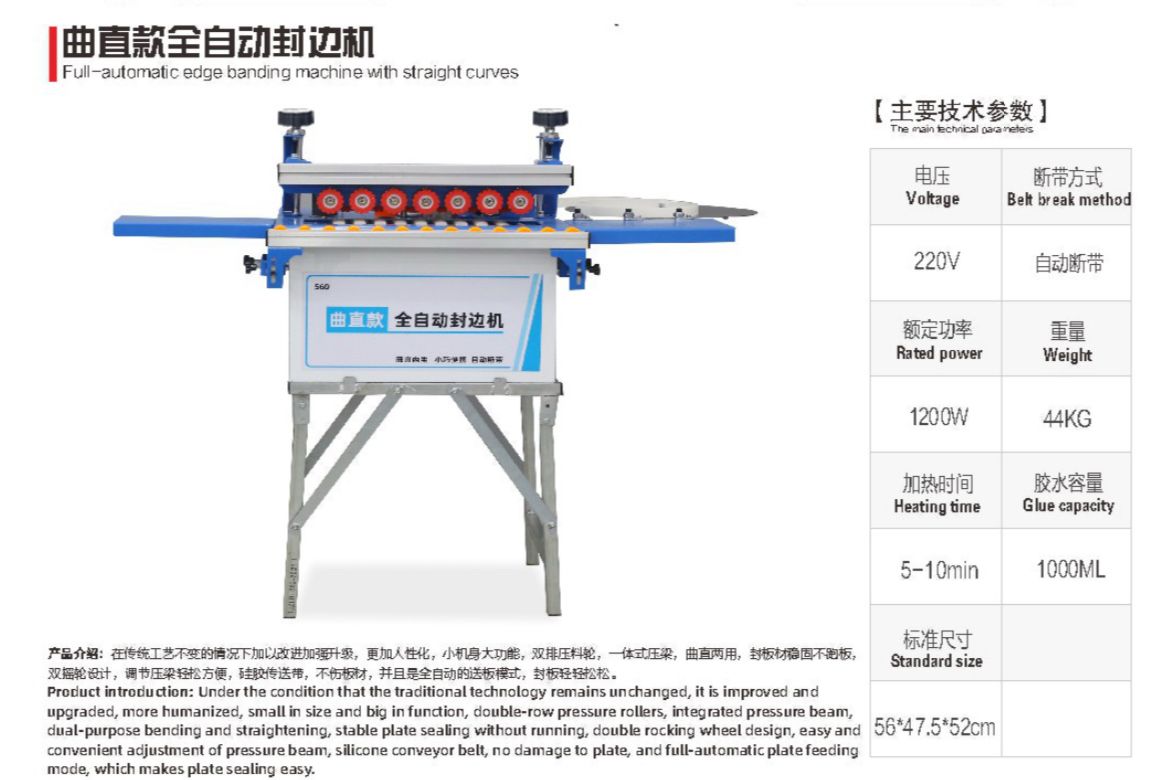 曲直款全自动封边机
Full-automatic edge banding machine with straight curves
【主要技术参数】
The main technical parameters
电压 断带方式
Voltage Belt break method
220V 自动断带
额定功率 重量
Rated power Weight
1200W 44KG
加热时间 胶水容量
Heating time Glue capacity
5-10min 1000ML
标准尺寸
Standard size
56*47.5*52cm
560
曲直款 全自动封边机
曲直两用 小巧便携 自动断带
产品介绍：在传统工艺不变的情况下加以改进加强升级，更加人性化，小机身大功能，双排压料轮，一体式压梁，曲直两用，封板材稳固不跑板，
双摇轮设计，调节压梁轻松方便，硅胶传送带，不伤板材，并且是全自动的送板模式，封板轻轻松松。
Product introduction: Under the condition that the traditional technology remains unchanged, it is improved and
upgraded, more humanized, small in size and big in function, double-row pressure rollers, integrated pressure beam,
dual-purpose bending and straightening, stable plate sealing without running, double rocking wheel design, easy and
convenient adjustment of pressure beam, silicone conveyor belt, no damage to plate, and full-automatic plate feeding
mode, which makes plate sealing easy.